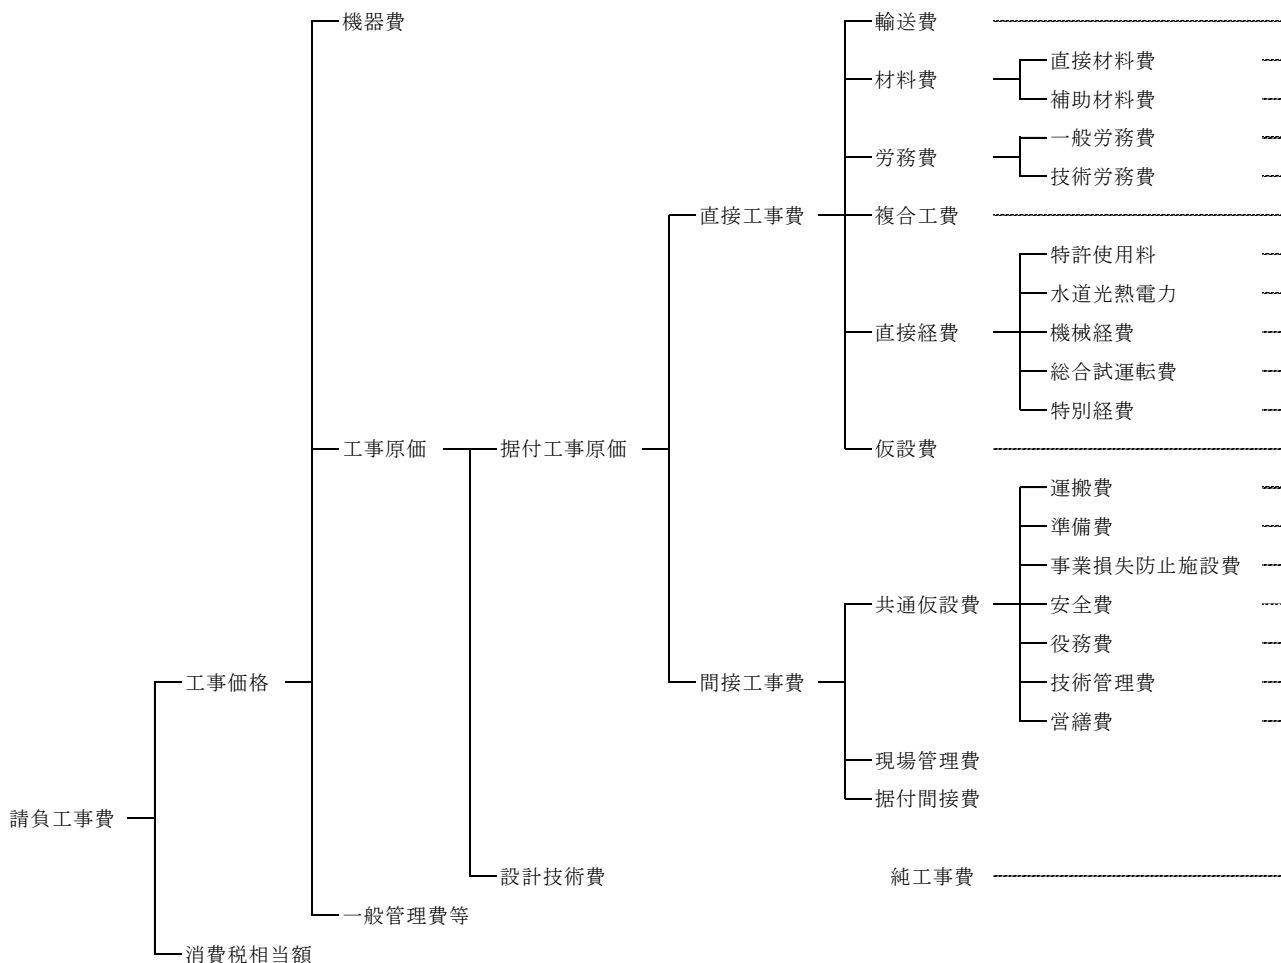 機器費
輸送費
直接材料費
材料費
補助材料費
一般労務費
労務費
技術労務費
直接工事費
複合工費
特許使用料
水道光熱電力
直接経費
機械経費
総合試運転費
特別経費
工事原価
据付工事原価
仮設費
運搬費
準備費
事業損失防止施設費
共通仮設費
安全費
役務費
工事価格
間接工事費
技術管理費
営繕費
現場管理費
据付間接費
請負工事費
設計技術費
純工事費
一般管理費等
消費税相当額